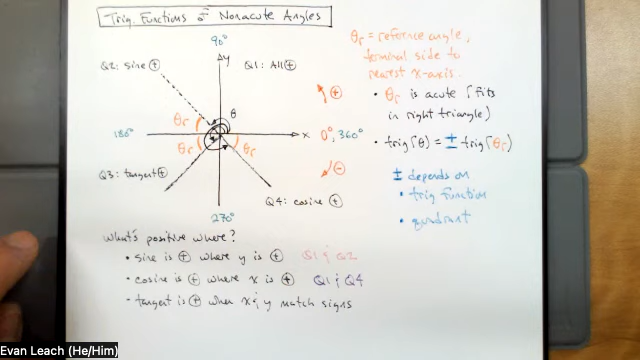 Trig. Functions of Nonacute Angles
90°
y
Q2: sine ⊕
Q1: All ⊕
θ
θr
180°
x
0°, 360°
⊕
θr
θr
⊖
Q3: tangent ⊕
Q4: cosine ⊕
270°
θr = reference angle,
terminal side to
nearest x-axis.
• θr is acute (fits
in right triangle)
• trig(θ) = ± trig(θr)
± depends on
• trig function
• quadrant
What's positive where?
• sine is ⊕ where y is ⊕ Q1 & Q2
• cosine is ⊕ where x is ⊕ Q1 & Q4
• tangent is ⊕ when x & y match signs
Evan Leach (He/Him)